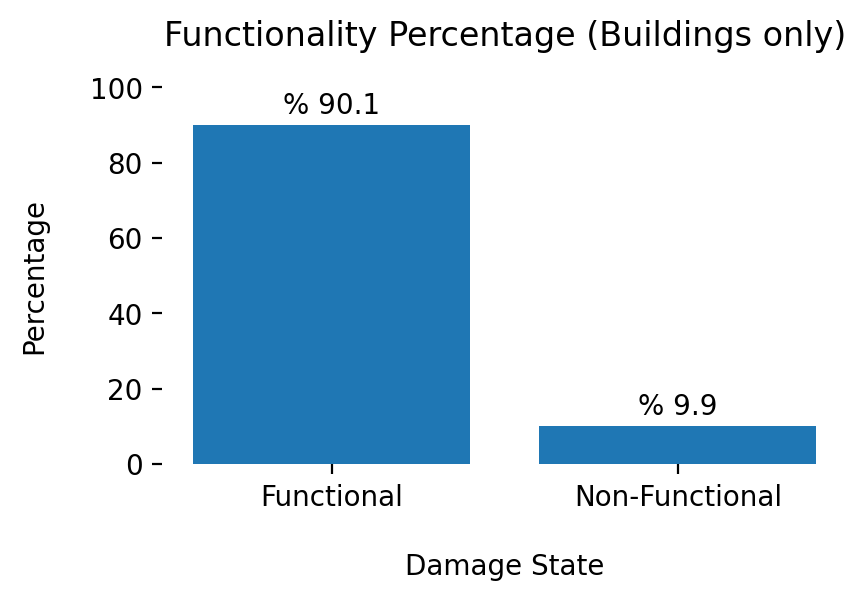 Functionality Percentage (Buildings only)
100
80
60
40
20
0
Percentage
% 90.1
% 9.9
Functional
Non-Functional
Damage State